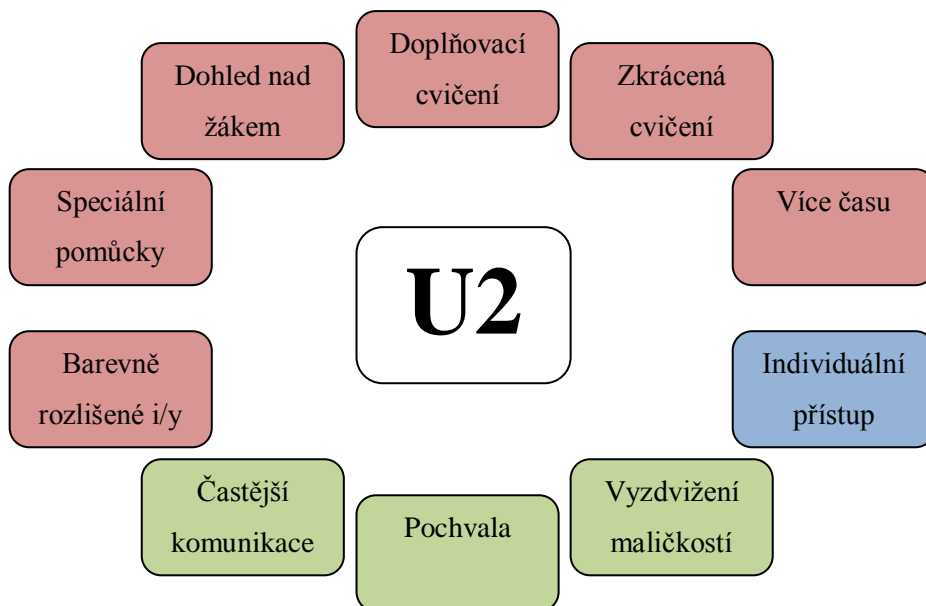 Doplňovací
cvičení
Dohled nad
žákem
Zkrácená
cvičení
Speciální
pomůcky
Více času
U2
Barevně
rozlišené i/y
Individuální
přístup
Častější
komunikace
Pochvala
Vyzdvižení
maličkostí